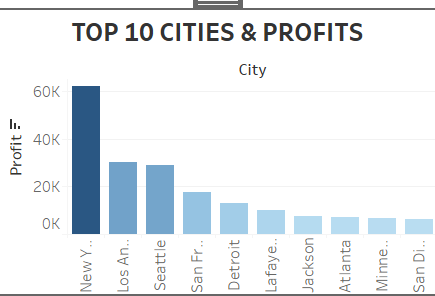 TOP 10 CITIES & PROFITS
City
Profit
60K
40K
20K
0K
New Y..
Los An..
Seattle
San Fr..
Detroit
Lafaye..
Jackson
Atlanta
Minne..
San Di..